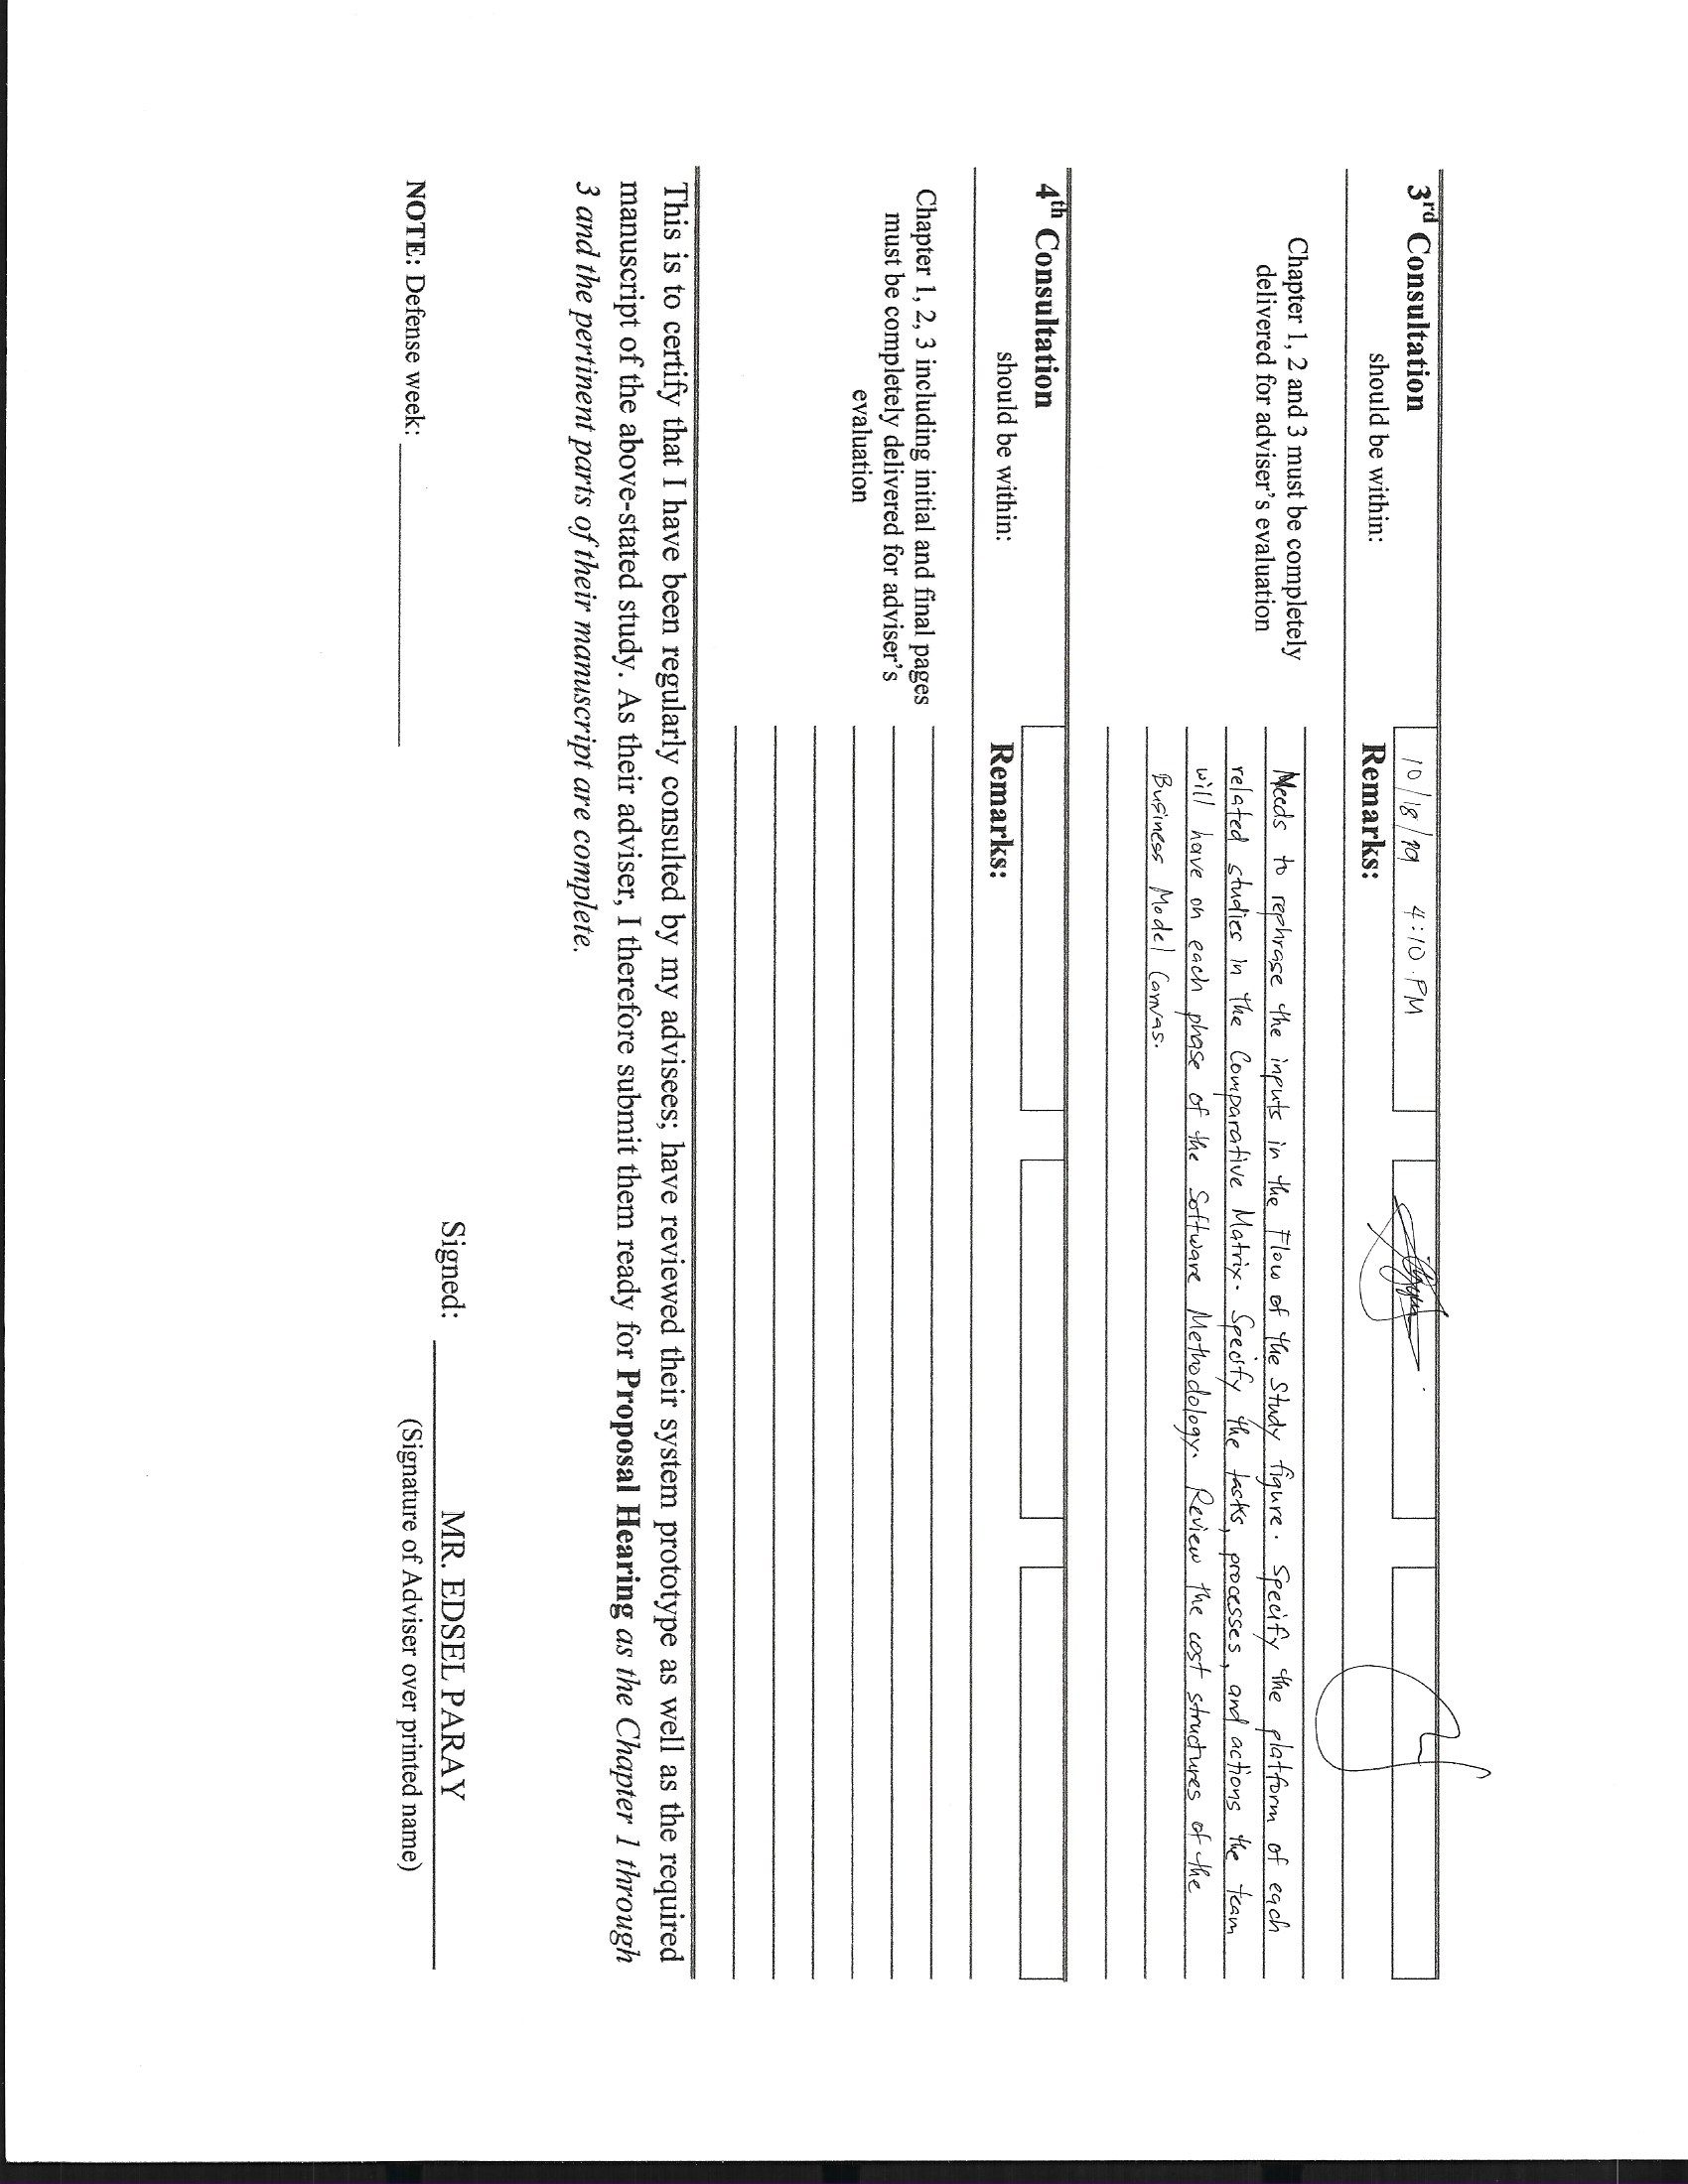 3rd Consultation
10/18/19 4:10 PM
should be within:
Remarks:
Chapter 1, 2 and 3 must be completely
delivered for adviser's evaluation
Needs to rephrase the inputs in the Flow of the Study figure. Specify the platform of each
related studies in the Comparative Matrix. Specify the tasks, processes, and actions the team
will have on each phase of the Software Methodology. Review the cost structures of the
Business Model Canvas.
4th Consultation
should be within:
Remarks:
Chapter 1, 2, 3 including initial and final pages
must be completely delivered for adviser's
evaluation
This is to certify that I have been regularly consulted by my advisees; have reviewed their system prototype as well as the required
manuscript of the above-stated study. As their adviser, I therefore submit them ready for Proposal Hearing as the Chapter 1 through
3 and the pertinent parts of their manuscript are complete.
Signed: MR. EDSEL PARAY
(Signature of Adviser over printed name)
NOTE: Defense week: